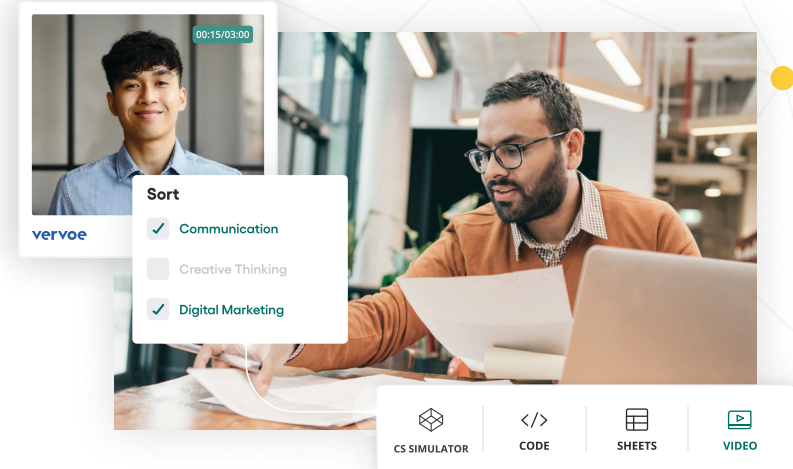 00:15/03:00
vervoe
Sort
Communication
Creative Thinking
Digital Marketing
CS SIMULATOR
CODE
SHEETS
VIDEO